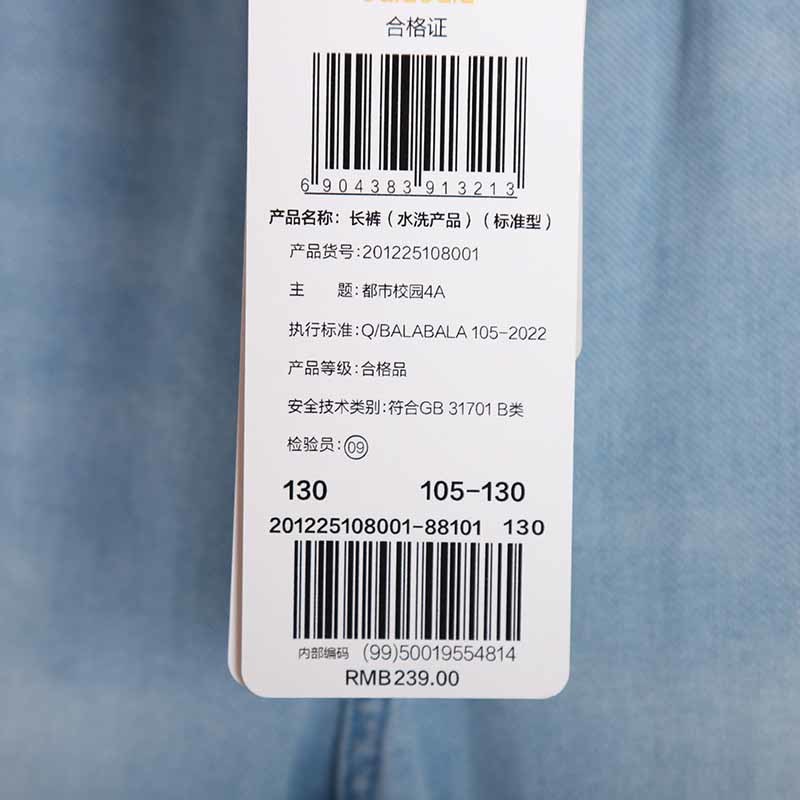 合格证
6 904383 913213
产品名称：长裤（水洗产品）（标准型）
产品货号:201225108001
主 题:都市校园4A
执行标准:Q/BALABALA 105-2022
产品等级:合格品
安全技术类别:符合GB 31701 B类
检验员:09
130 105-130
201225108001-88101 130
内部编码 (99)50019554814
RMB239.00